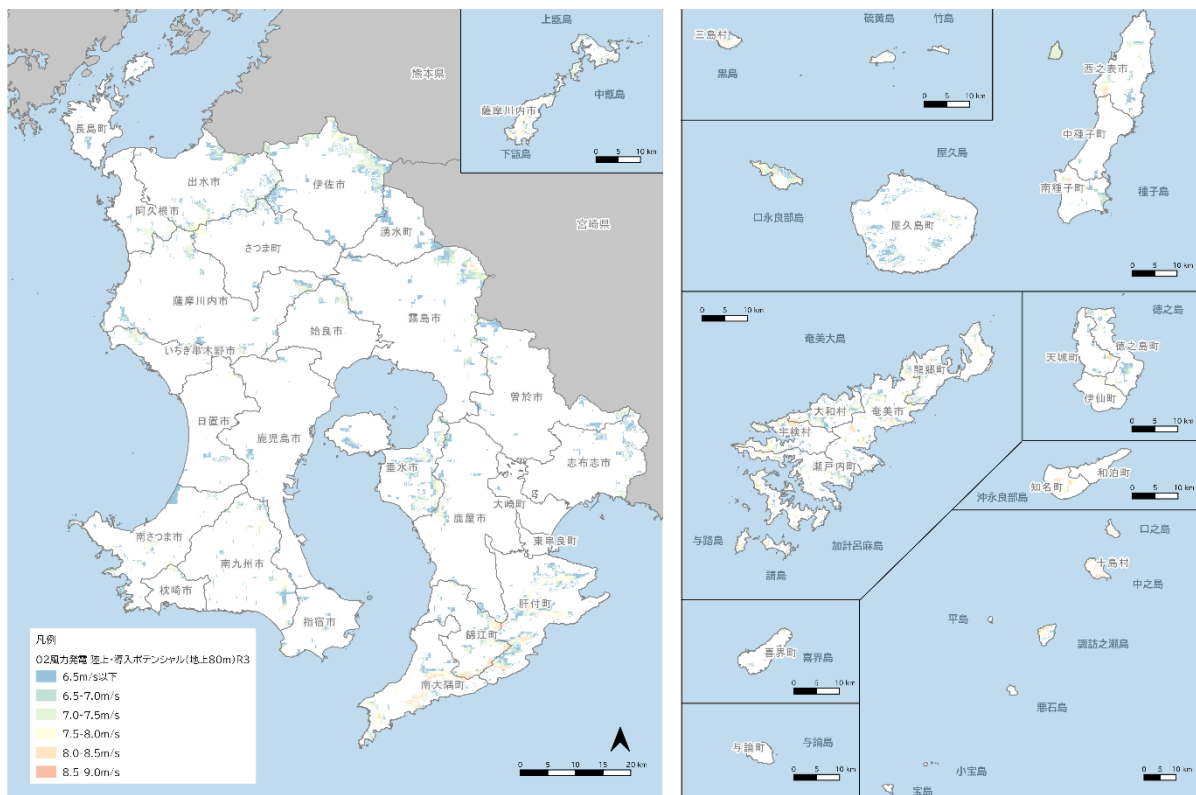 上甑島
熊本県
中甑島
薩摩川内市
下甑島
0 5 10 km
長島町
出水市
伊佐市
阿久根市
湧水町
宮崎県
さつま町
薩摩川内市
霧島市
姶良市
いちき串木野市
曽於市
日置市
鹿児島市
志布志市
垂水市
大崎町
鹿屋市
東串良町
南さつま市
南九州市
枕崎市
肝付町
指宿市
錦江町
南大隅町
凡例
02風力発電 陸上・導入ポテンシャル(地上80m)R3
6.5m/s以下
6.5-7.0m/s
7.0-7.5m/s
7.5-8.0m/s
8.0-8.5m/s
8.5-9.0m/s
0 5 10 15 20 km
硫黄島
竹島
三島村
黒島
0 5 10 km
西之表市
中種子町
屋久島
南種子町
種子島
口永良部島
屋久島町
0 5 10 km
0 5 10 km
奄美大島
龍郷町
大和村
奄美市
宇検村
瀬戸内町
与路島
加計呂麻島
請島
徳之島
徳之島町
天城町
伊仙町
0 5 10 km
和泊町
知名町
沖永良部島
0 5 10 km
口之島
十島村
中之島
平島
諏訪之瀬島
悪石島
小宝島
宝島
0 5 10 km
喜界町
喜界島
0 5 10 km
与論島
与論町
0 5 10 km